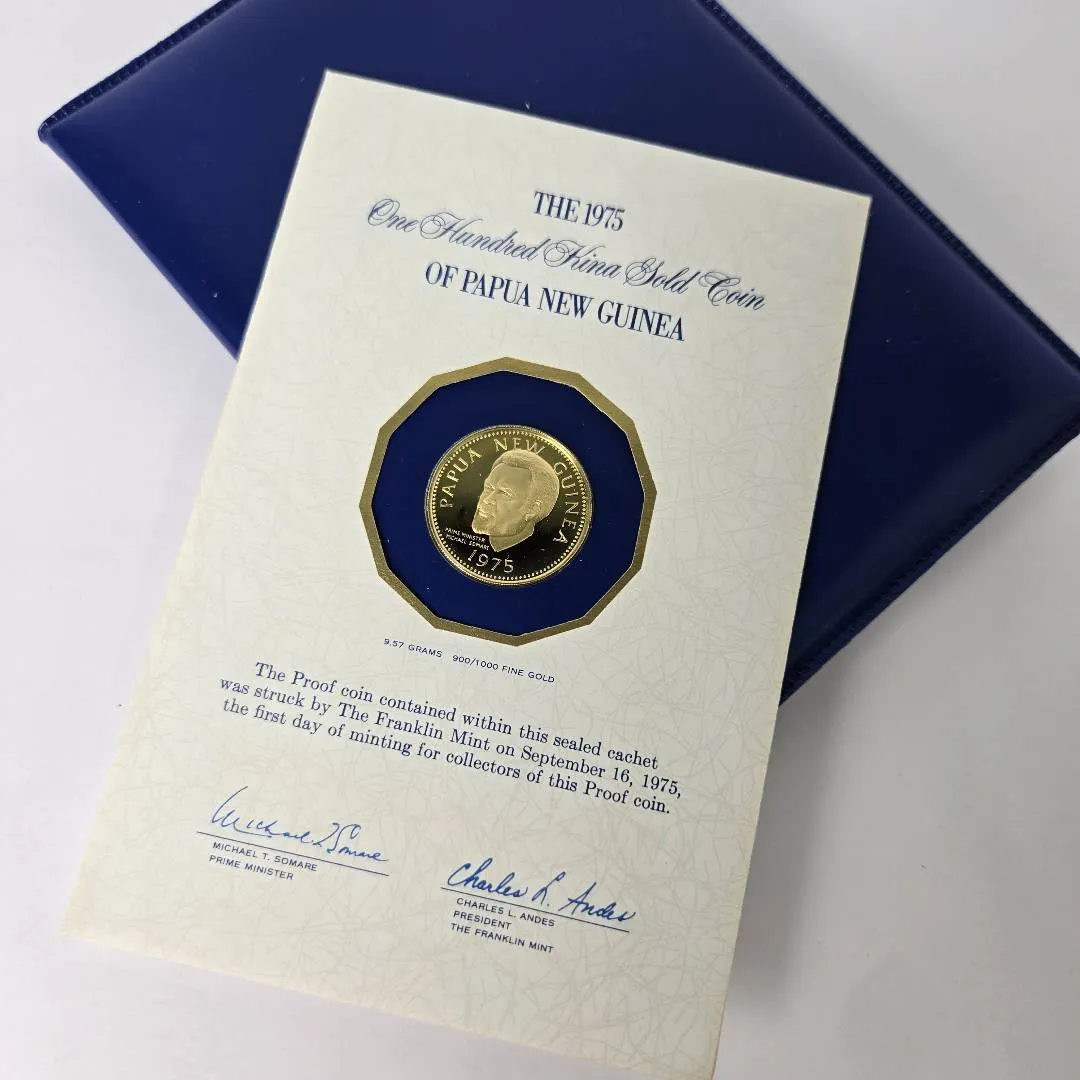 THE 1975
One Hundred Kina Gold Coin
OF PAPUA NEW GUINEA
PAPUA NEW GUINEA
PRIME MINISTER
MICHAEL SOMARE
1975
9.57 GRAMS 900/1000 FINE GOLD
The Proof coin contained within this sealed cachet
was struck by The Franklin Mint on September 16, 1975,
the first day of minting for collectors of this Proof coin.
Michael T Somare
MICHAEL T. SOMARE
PRIME MINISTER
Charles L. Andes
CHARLES L. ANDES
PRESIDENT
THE FRANKLIN MINT